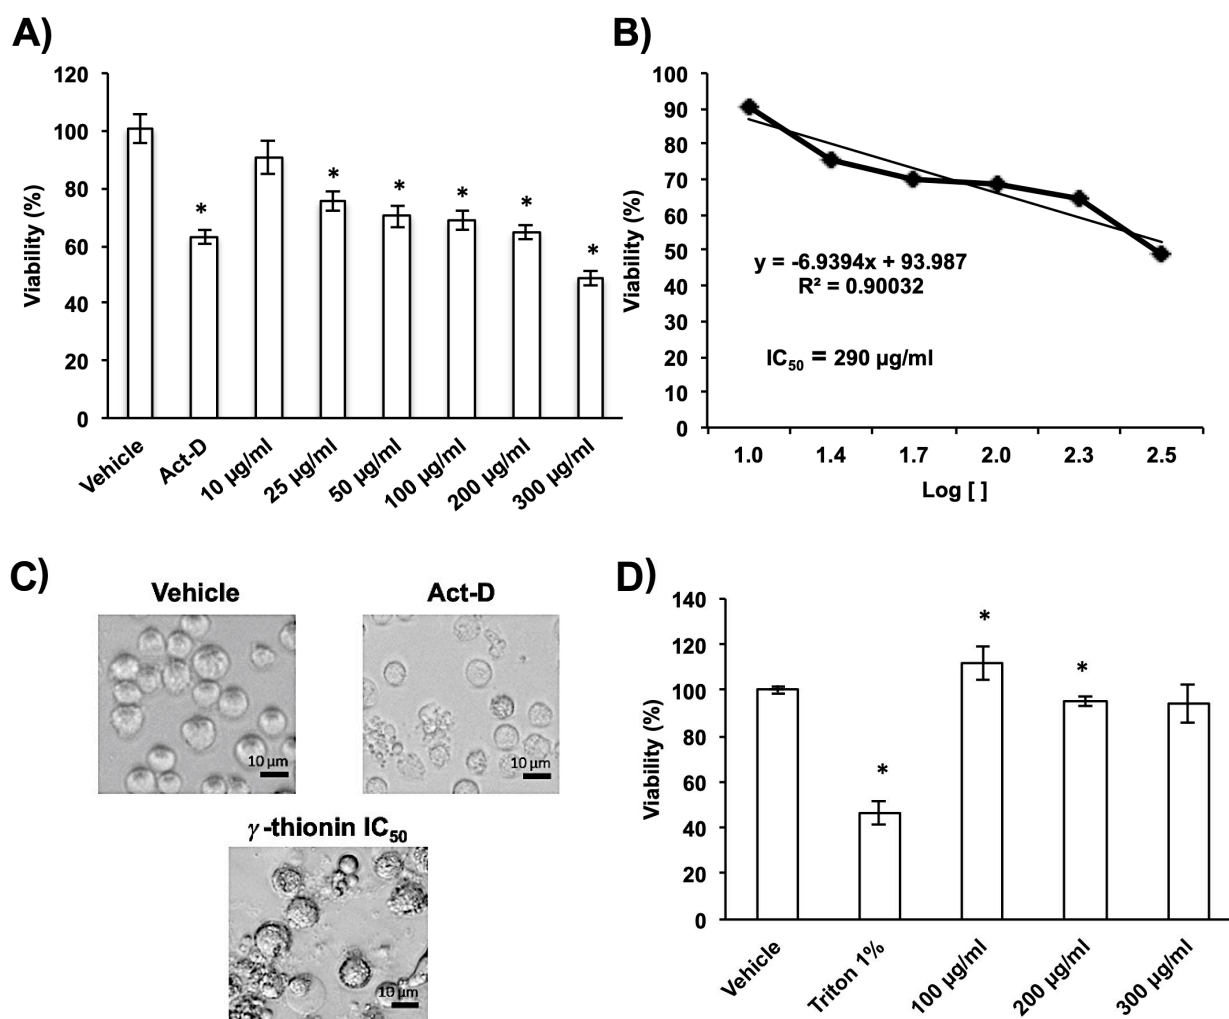 A)
120
100
80
60
40
20
0
Viability (%)
*
*
*
*
*
*
Vehicle
Act-D
10 µg/ml
25 µg/ml
50 µg/ml
100 µg/ml
200 µg/ml
300 µg/ml
B)
100
90
80
70
60
50
40
30
20
10
0
Viability (%)
y = -6.9394x + 93.987
R² = 0.90032
IC50 = 290 µg/ml
1.0 1.4 1.7 2.0 2.3 2.5
Log [ ]
C)
Vehicle
10 µm
Act-D
10 µm
γ-thionin IC50
10 µm
D)
140
120
100
80
60
40
20
0
Viability (%)
*
*
*
Vehicle
Triton 1%
100 µg/ml
200 µg/ml
300 µg/ml